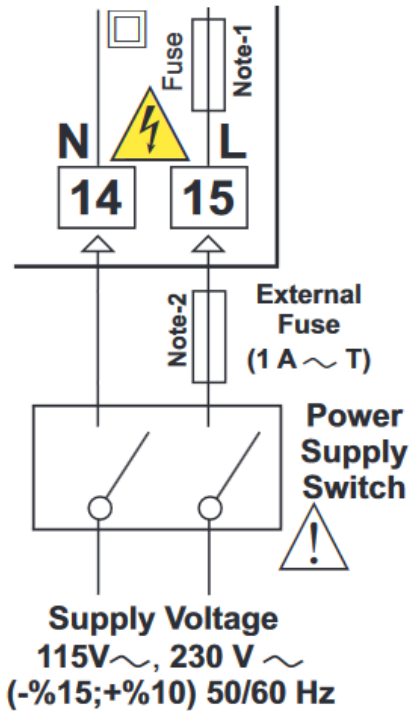 Fuse
Note-1
N
L
14
15
Note-2
External
Fuse
(1 A ～ T)
Power
Supply
Switch
!
Supply Voltage
115V～, 230 V ～
(-%15;+%10) 50/60 Hz